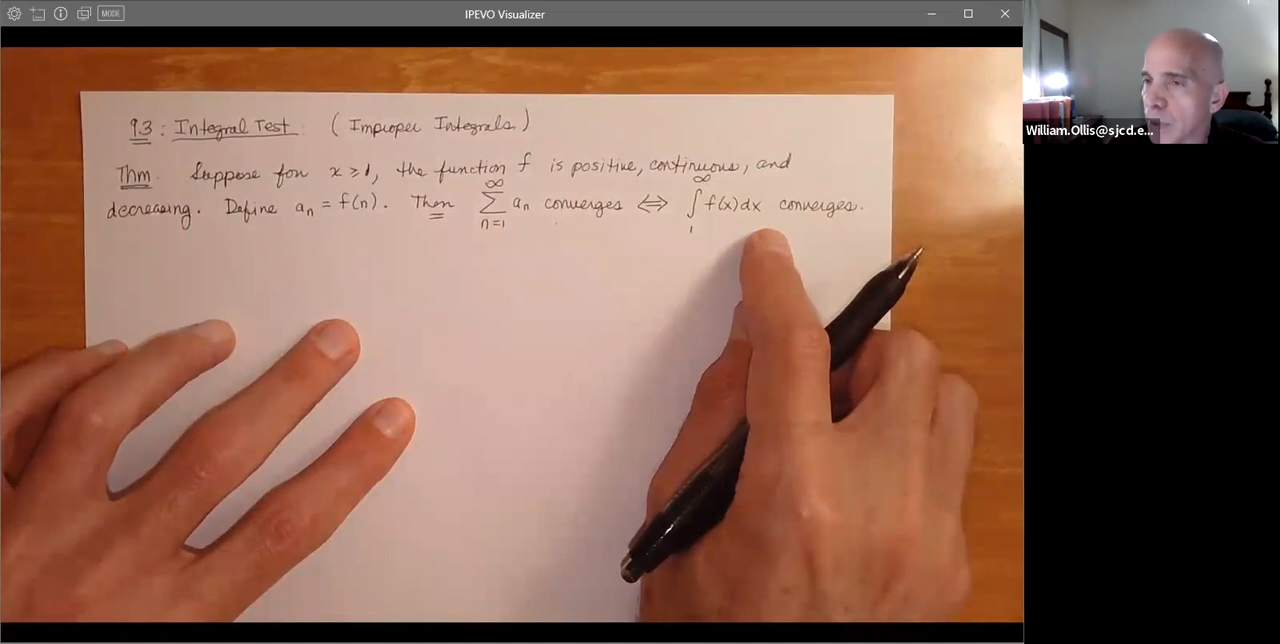 MODE
IPEVO Visualizer
William.Ollis@sjcd.e...
9.3 : Integral Test (Improper Integrals)
Thm. Suppose for x ≥ 1, the function f is positive, continuous, and
decreasing. Define aₙ = f(n). Then ∑_{n=1}^{∞} aₙ converges ⟺ ∫_{1}^{∞} f(x)dx converges.